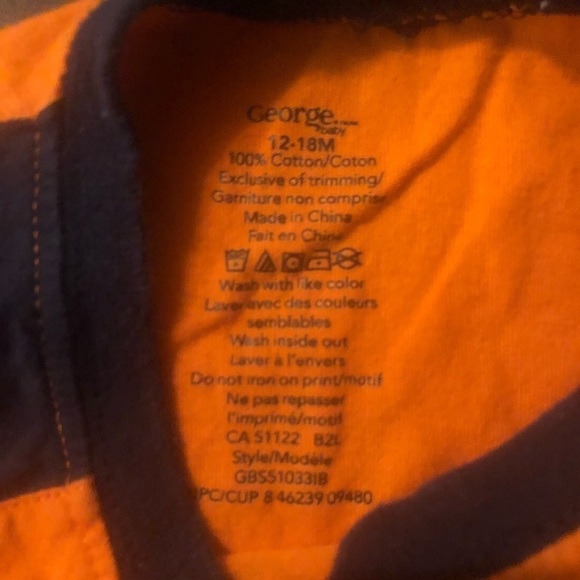 George
baby
12-18M
100% Cotton/Coton
Exclusive of trimming/
Garniture non comprise
Made in China
Fait en Chine
Wash with like color
Laver avec des couleurs
semblables
Wash inside out
Laver à l'envers
Do not iron on print/motif
Ne pas repasser
l'imprimé/motif
CA 51122 B2L
Style/Modèle
GBS51033IB
UPC/CUP 8 46239 09480